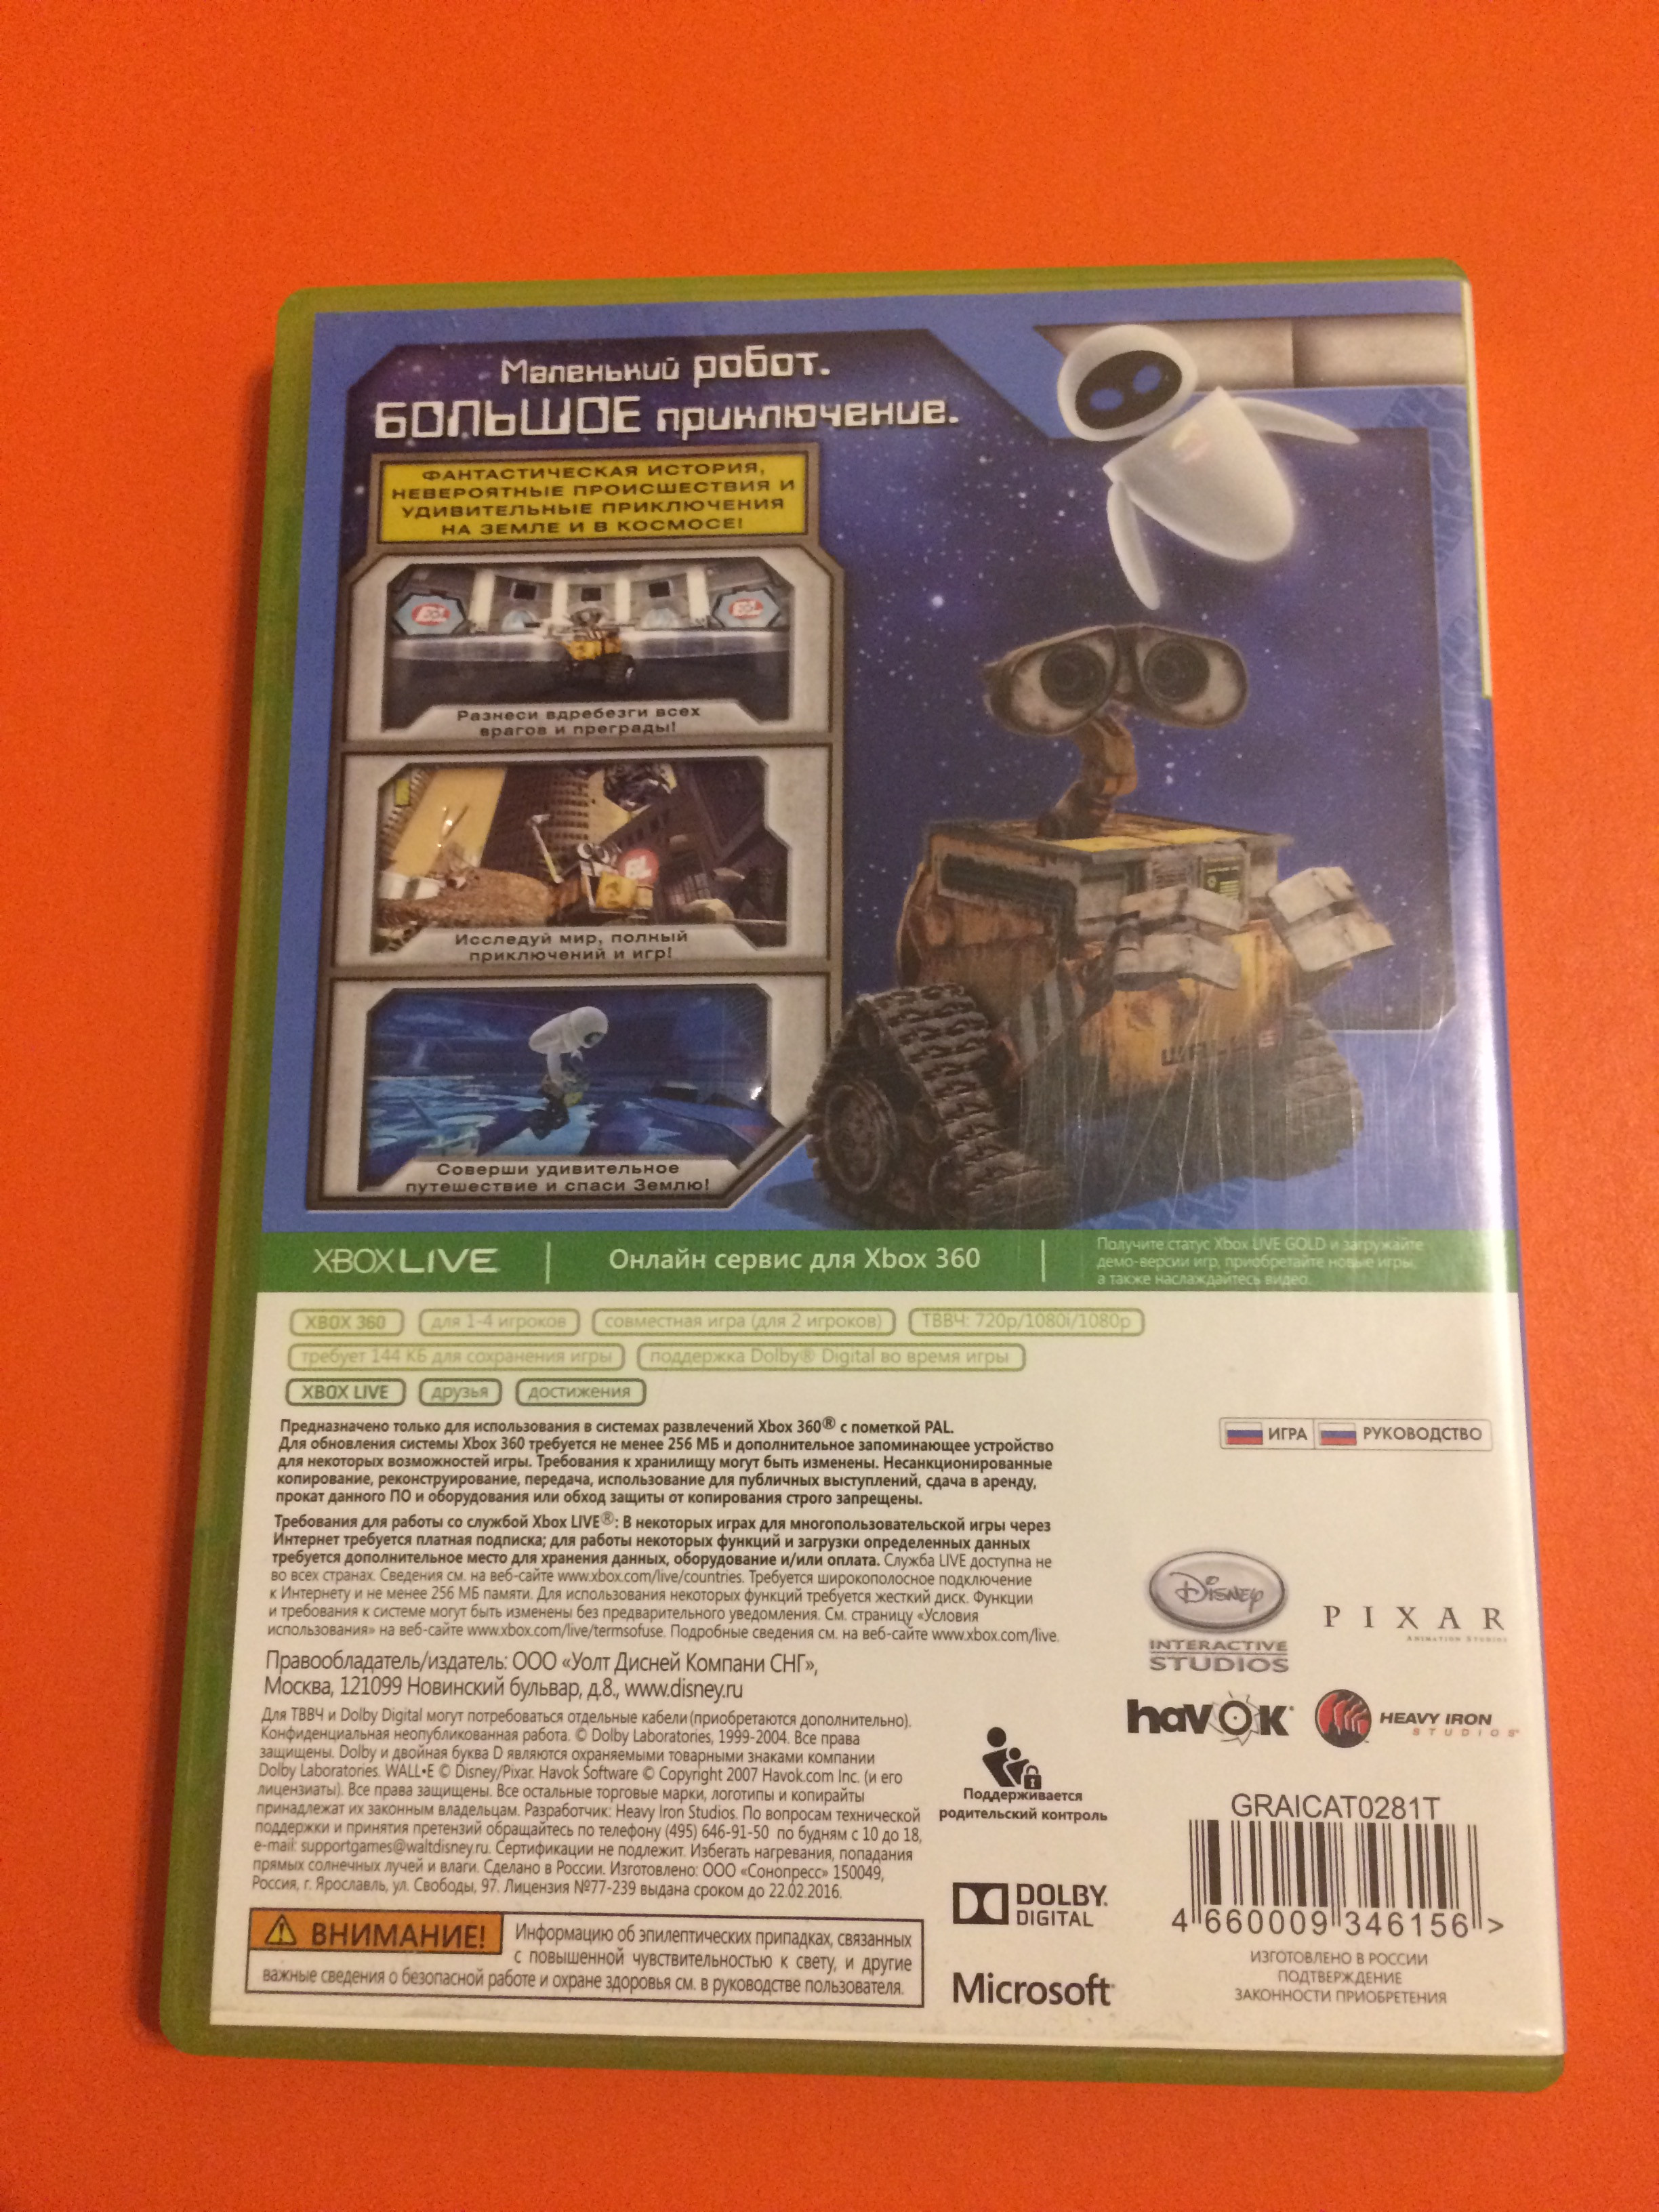 Маленький робот.
БОЛЬШОЕ приключение.
ФАНТАСТИЧЕСКАЯ ИСТОРИЯ,
НЕВЕРОЯТНЫЕ ПРОИСШЕСТВИЯ И
УДИВИТЕЛЬНЫЕ ПРИКЛЮЧЕНИЯ
НА ЗЕМЛЕ И В КОСМОСЕ!
Разнеси вдребезги всех
врагов и преграды!
Исследуй мир, полный
приключений и игр!
Соверши удивительное
путешествие и спаси Землю!
WALL•E
XBOX LIVE
Онлайн сервис для Xbox 360
Получите статус Xbox LIVE GOLD и загружайте
демо-версии игр, приобретайте новые игры,
а также наслаждайтесь видео.
XBOX 360 для 1-4 игроков совместная игра (для 2 игроков) ТВВЧ: 720p/1080i/1080p
требует 144 КБ для сохранения игры поддержка Dolby® Digital во время игры
XBOX LIVE друзья достижения
Предназначено только для использования в системах развлечений Xbox 360® с пометкой PAL.
Для обновления системы Xbox 360 требуется не менее 256 МБ и дополнительное запоминающее устройство
для некоторых возможностей игры. Требования к хранилищу могут быть изменены. Несанкционированные
копирование, реконструирование, передача, использование для публичных выступлений, сдача в аренду,
прокат данного ПО и оборудования или обход защиты от копирования строго запрещены.
Требования для работы со службой Xbox LIVE®: В некоторых играх для многопользовательской игры через
Интернет требуется платная подписка; для работы некоторых функций и загрузки определенных данных
требуется дополнительное место для хранения данных, оборудование и/или оплата. Служба LIVE доступна не
во всех странах. Сведения см. на веб-сайте www.xbox.com/live/countries. Требуется широкополосное подключение
к Интернету и не менее 256 МБ памяти. Для использования некоторых функций требуется жесткий диск. Функции
и требования к системе могут быть изменены без предварительного уведомления. См. страницу «Условия
использования» на веб-сайте www.xbox.com/live/termsofuse. Подробные сведения см. на веб-сайте www.xbox.com/live.
Правообладатель/издатель: ООО «Уолт Дисней Компани СНГ»,
Москва, 121099 Новинский бульвар, д.8., www.disney.ru
Для ТВВЧ и Dolby Digital могут потребоваться отдельные кабели (приобретаются дополнительно).
Конфиденциальная неопубликованная работа. © Dolby Laboratories, 1999-2004. Все права
защищены. Dolby и двойная буква D являются охраняемыми товарными знаками компании
Dolby Laboratories. WALL•E © Disney/Pixar. Havok Software © Copyright 2007 Havok.com Inc. (и его
лицензиаты). Все права защищены. Все остальные торговые марки, логотипы и копирайты
принадлежат их законным владельцам. Разработчик: Heavy Iron Studios. По вопросам технической
поддержки и принятия претензий обращайтесь по телефону (495) 646-91-50 по будням с 10 до 18,
e-mail: supportgames@waltdisney.ru. Сертификации не подлежит. Избегать нагревания, попадания
прямых солнечных лучей и влаги. Сделано в России. Изготовлено: ООО «Сонопресс» 150049,
Россия, г. Ярославль, ул. Свободы, 97. Лицензия №77-239 выдана сроком до 22.02.2016.
ВНИМАНИЕ!
Информацию об эпилептических припадках, связанных
с повышенной чувствительностью к свету, и другие
важные сведения о безопасной работе и охране здоровья см. в руководстве пользователя.
ИГРА РУКОВОДСТВО
Disney
INTERACTIVE
STUDIOS
PIXAR
ANIMATION STUDIOS
havok
HEAVY IRON
STUDIOS
Поддерживается
родительский контроль
DOLBY
DIGITAL
Microsoft
GRAICAT0281T
4 660009 346156 >
ИЗГОТОВЛЕНО В РОССИИ
ПОДТВЕРЖДЕНИЕ
ЗАКОННОСТИ ПРИОБРЕТЕНИЯ